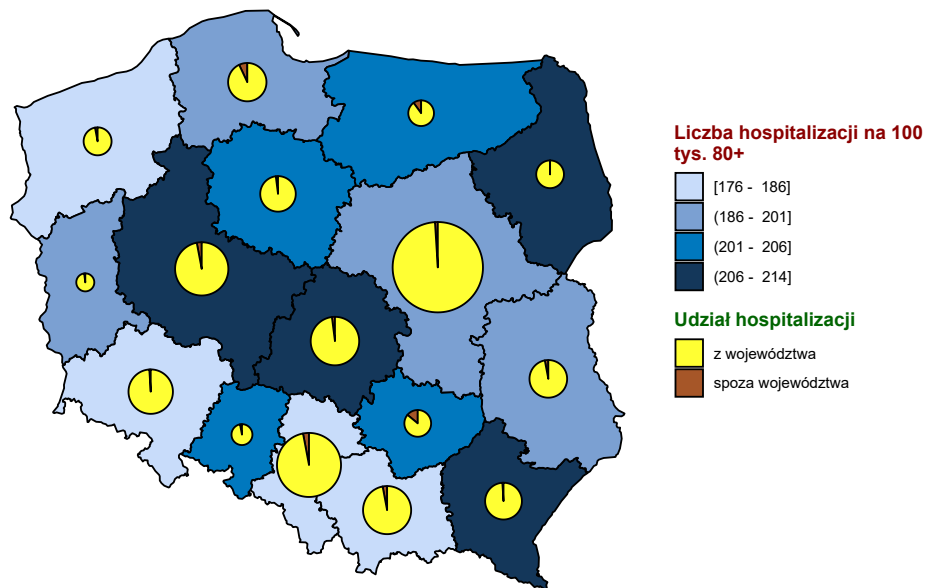 Liczba hospitalizacji na 100
tys. 80+
[176 - 186]
(186 - 201]
(201 - 206]
(206 - 214]
Udział hospitalizacji
z województwa
spoza województwa